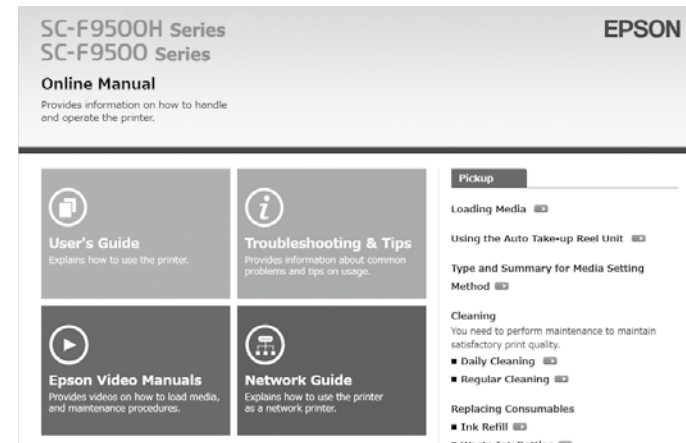 SC-F9500H Series
SC-F9500 Series
EPSON
Online Manual
Provides information on how to handle
and operate the printer.
User's Guide
Explains how to use the printer.
Troubleshooting & Tips
Provides information about common
problems and tips on usage.
Epson Video Manuals
Provides videos on how to load media,
and maintenance procedures.
Network Guide
Explains how to use the printer
as a network printer.
Pickup
Loading Media
Using the Auto Take-up Reel Unit
Type and Summary for Media Setting
Method
Cleaning
You need to perform maintenance to maintain
satisfactory print quality.
■ Daily Cleaning
■ Regular Cleaning
Replacing Consumables
■ Ink Refill